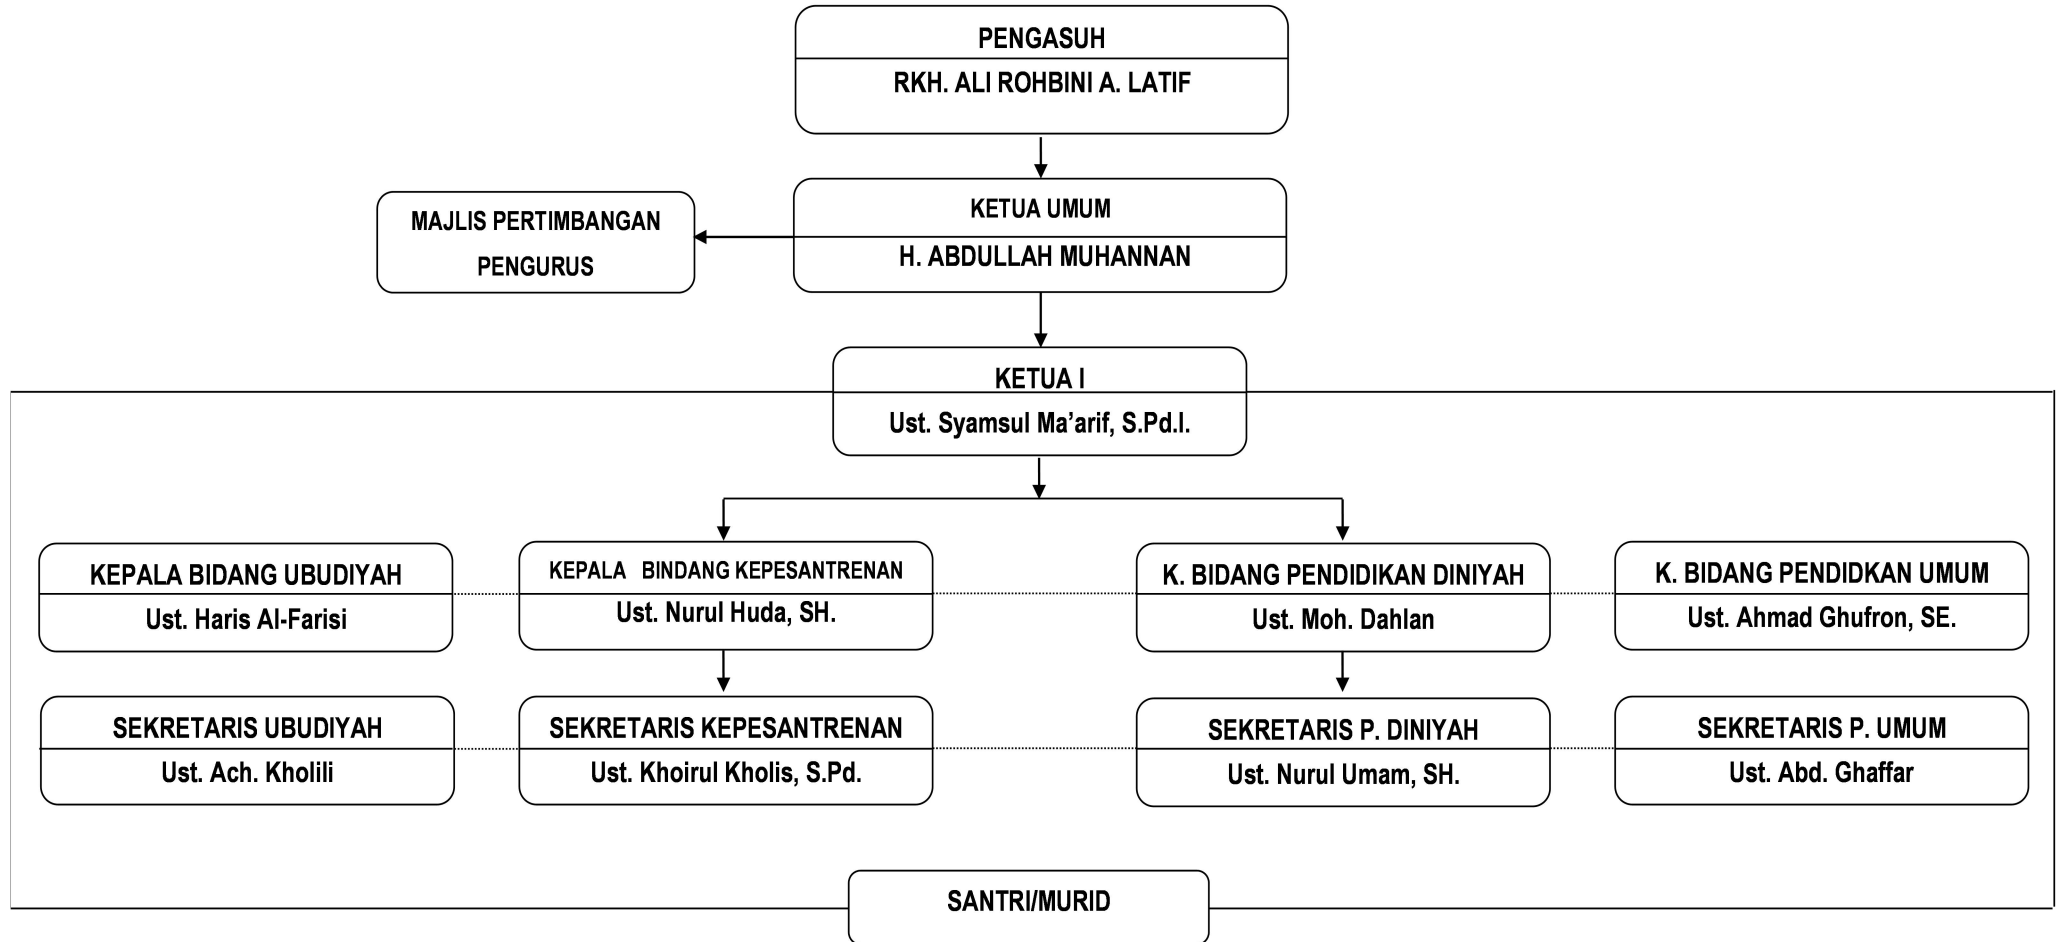 PENGASUH
RKH. ALI ROHBINI A. LATIF
MAJLIS PERTIMBANGAN
PENGURUS
KETUA UMUM
H. ABDULLAH MUHANNAN
KETUA I
Ust. Syamsul Ma’arif, S.Pd.I.
KEPALA BIDANG UBUDIYAH
Ust. Haris Al-Farisi
KEPALA BINDANG KEPESANTRENAN
Ust. Nurul Huda, SH.
K. BIDANG PENDIDIKAN DINIYAH
Ust. Moh. Dahlan
K. BIDANG PENDIDKAN UMUM
Ust. Ahmad Ghufron, SE.
SEKRETARIS UBUDIYAH
Ust. Ach. Kholili
SEKRETARIS KEPESANTRENAN
Ust. Khoirul Kholis, S.Pd.
SEKRETARIS P. DINIYAH
Ust. Nurul Umam, SH.
SEKRETARIS P. UMUM
Ust. Abd. Ghaffar
SANTRI/MURID